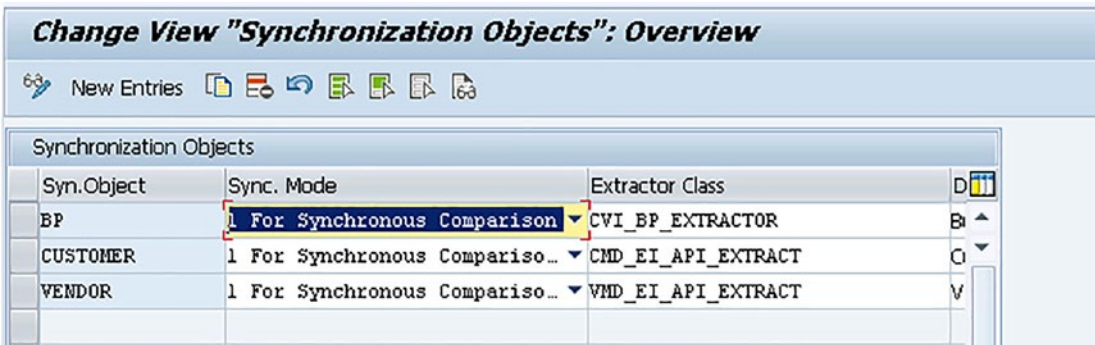 Change View "Synchronization Objects": Overview
New Entries
Synchronization Objects
Syn.Object Sync. Mode Extractor Class D
BP 1 For Synchronous Comparison CVI_BP_EXTRACTOR B
CUSTOMER 1 For Synchronous Compariso… CMD_EI_API_EXTRACT
VENDOR 1 For Synchronous Compariso… VMD_EI_API_EXTRACT V